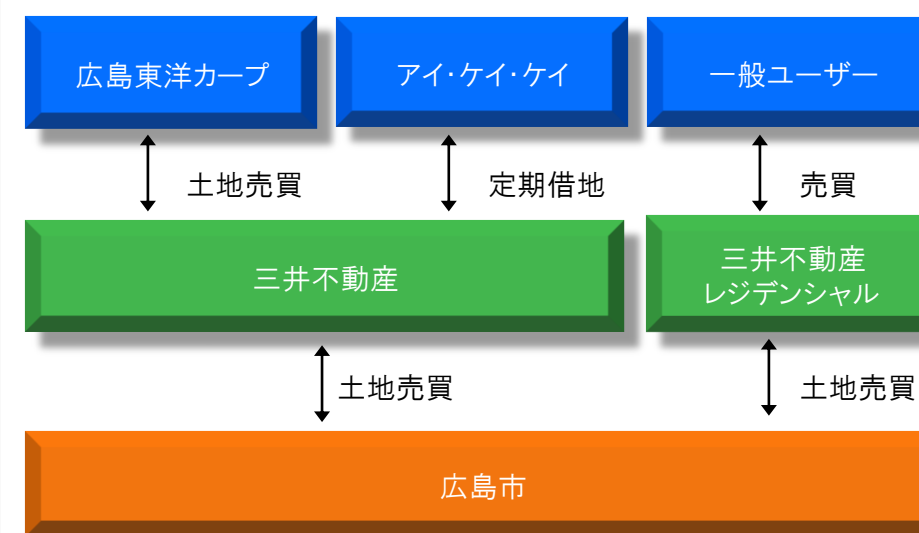 広島東洋カープ
アイ・ケイ・ケイ
一般ユーザー
土地売買
定期借地
売買
三井不動産
三井不動産
レジデンシャル
土地売買
土地売買
広島市